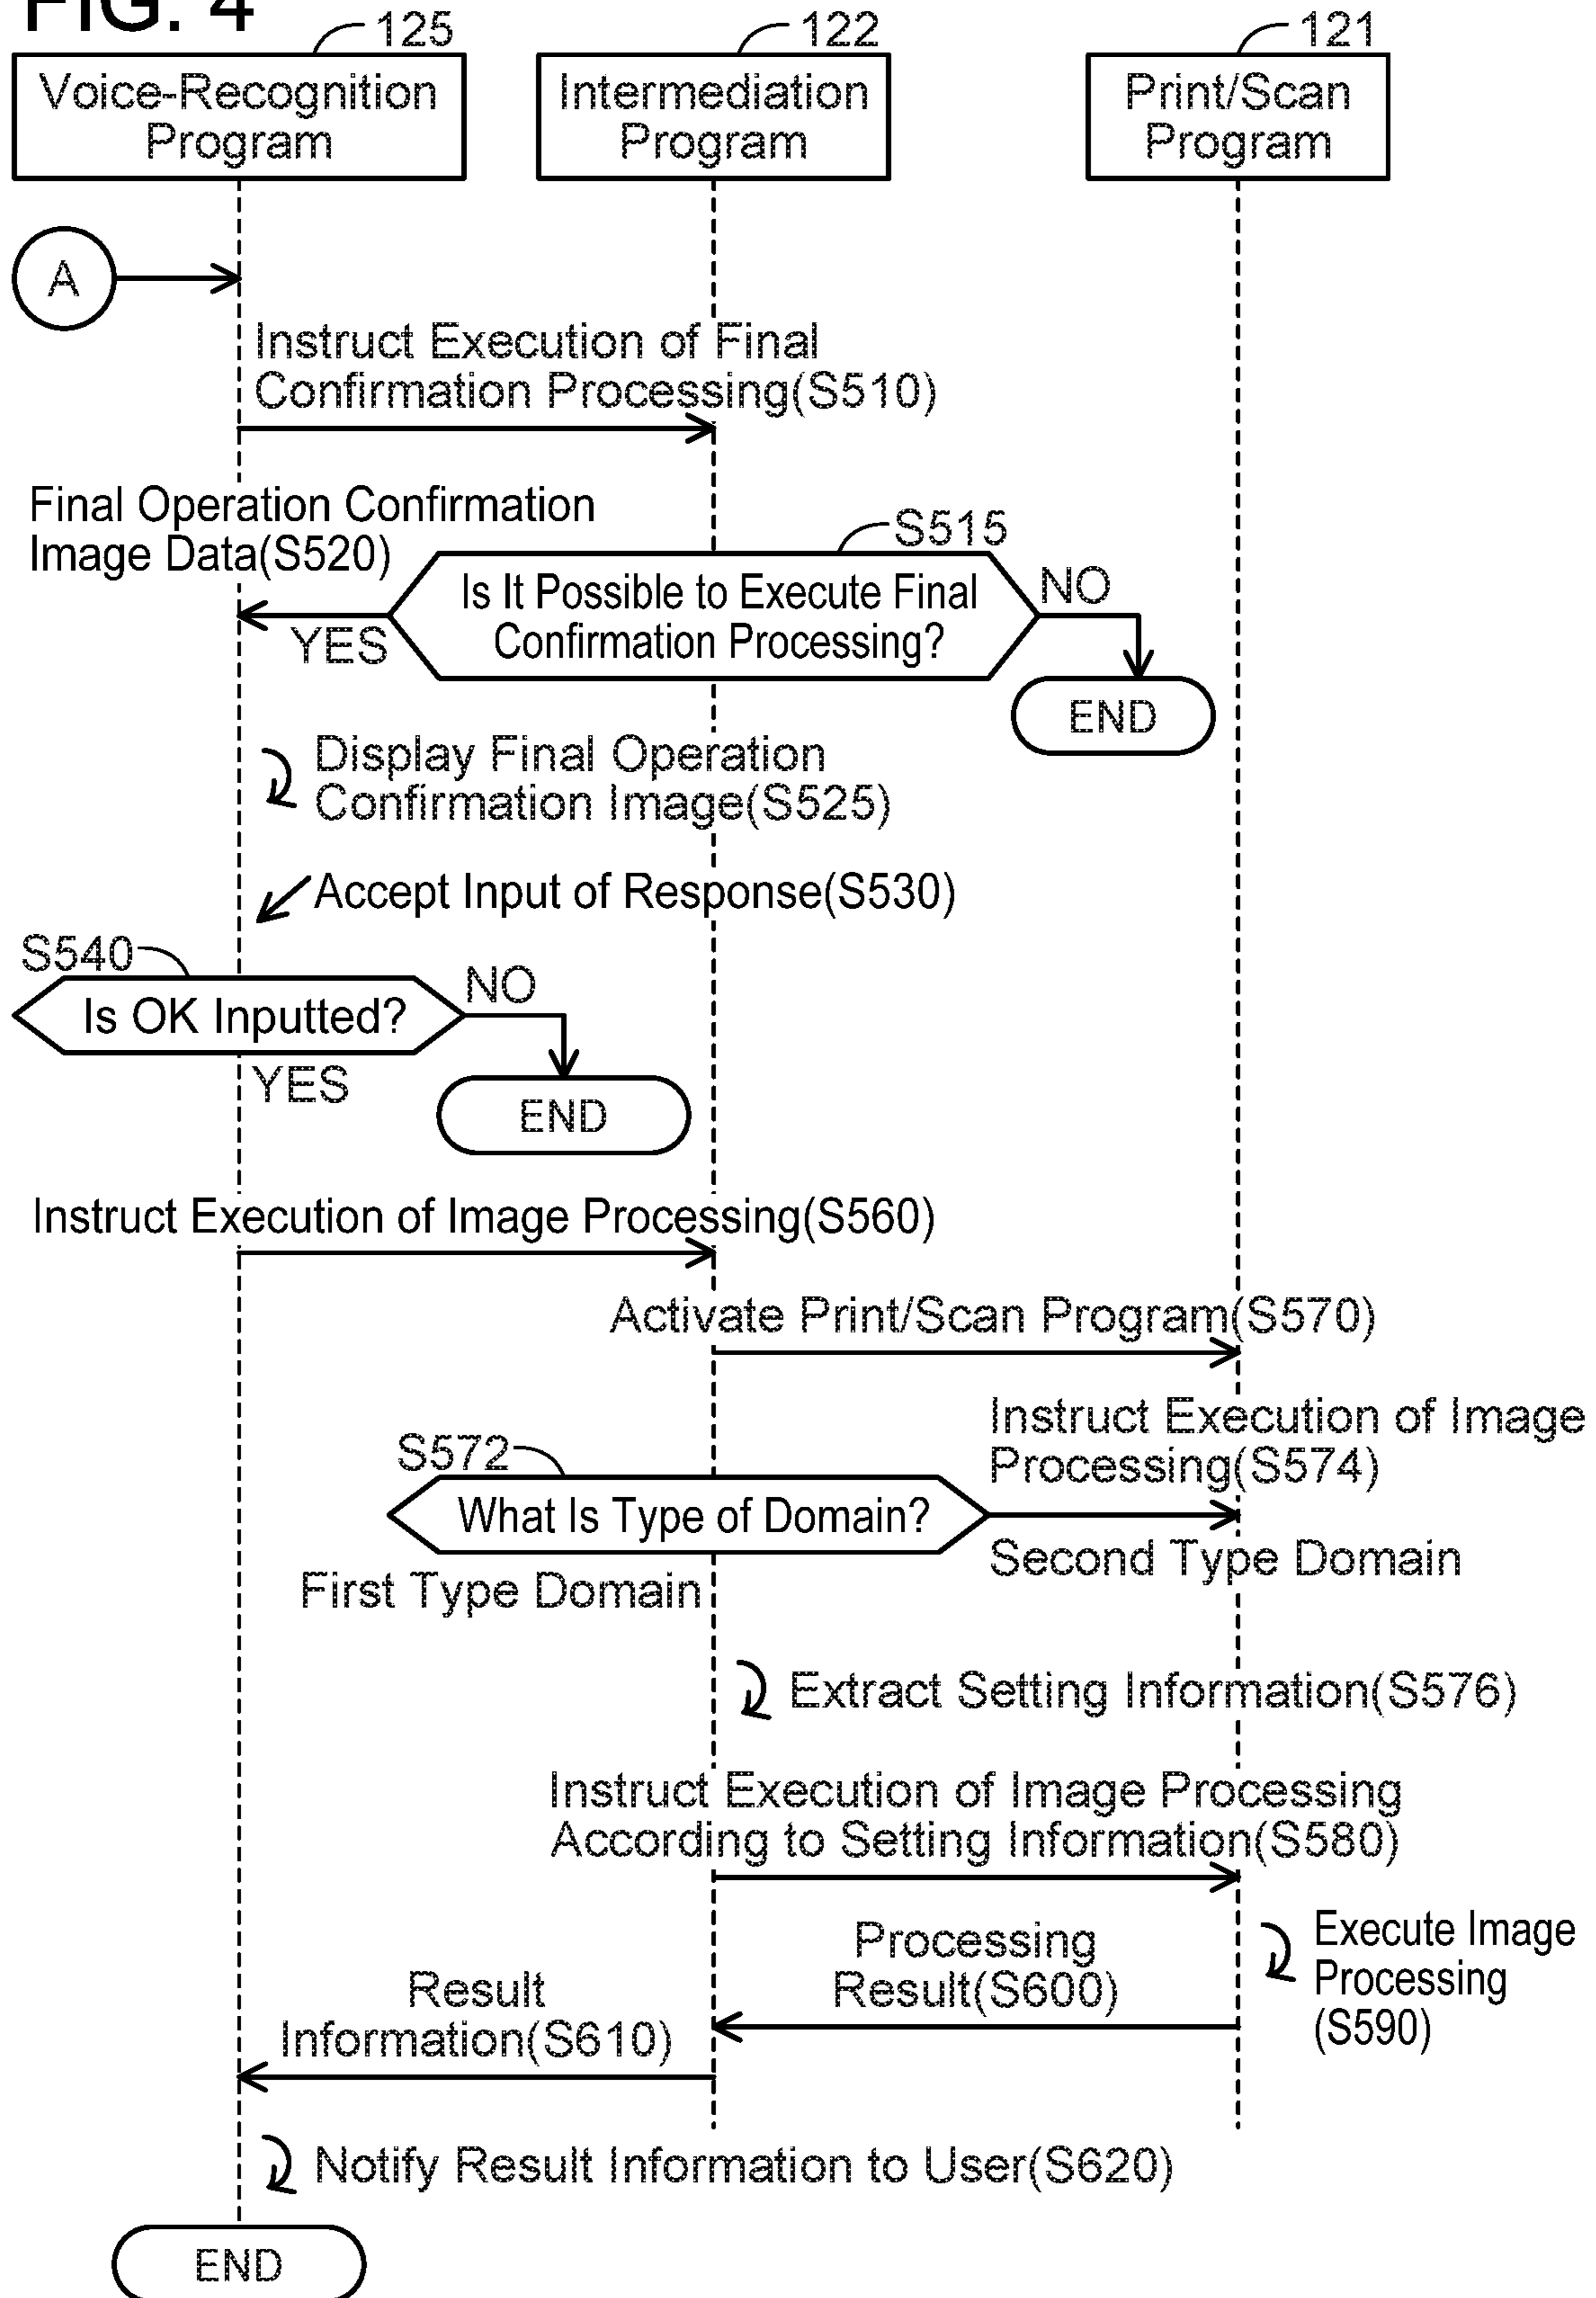 FIG. 4
125
122
121
Voice-Recognition
Program
Intermediation
Program
Print/Scan
Program
A
Instruct Execution of Final
Confirmation Processing(S510)
Final Operation Confirmation
Image Data(S520)
S515
Is It Possible to Execute Final
Confirmation Processing?
NO
YES
END
Display Final Operation
Confirmation Image(S525)
Accept Input of Response(S530)
S540
Is OK Inputted?
NO
YES
END
Instruct Execution of Image Processing(S560)
Activate Print/Scan Program(S570)
Instruct Execution of Image
Processing(S574)
S572
What Is Type of Domain?
Second Type Domain
First Type Domain
Extract Setting Information(S576)
Instruct Execution of Image Processing
According to Setting Information(S580)
Execute Image
Processing
(S590)
Processing
Result(S600)
Result
Information(S610)
Notify Result Information to User(S620)
END